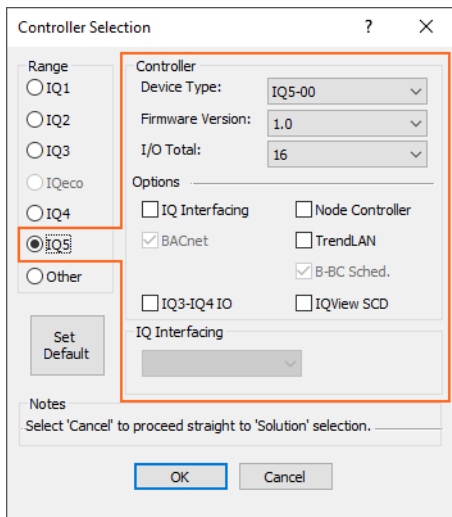 Controller Selection
?
Range
IQ1
IQ2
IQ3
IQeco
IQ4
IQ5
Other
Set
Default
Controller
Device Type:
IQ5-00
Firmware Version:
1.0
I/O Total:
16
Options
IQ Interfacing
Node Controller
BACnet
TrendLAN
B-BC Sched.
IQ3-IQ4 IO
IQView SCD
IQ Interfacing
Notes
Select 'Cancel' to proceed straight to 'Solution' selection.
OK
Cancel